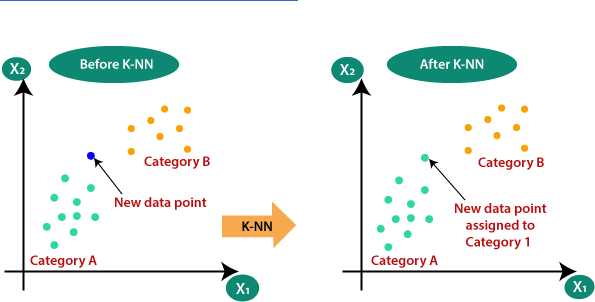 Before K-NN
X2
Category B
New data point
Category A
X1
K-NN
After K-NN
X2
Category B
New data point
assigned to
Category 1
Category A
X1